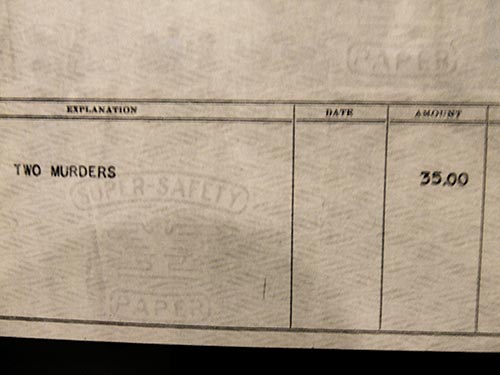 PAPER
EXPLANATION DATE AMOUNT
TWO MURDERS 35.00
SUPER-SAFETY
PAPER